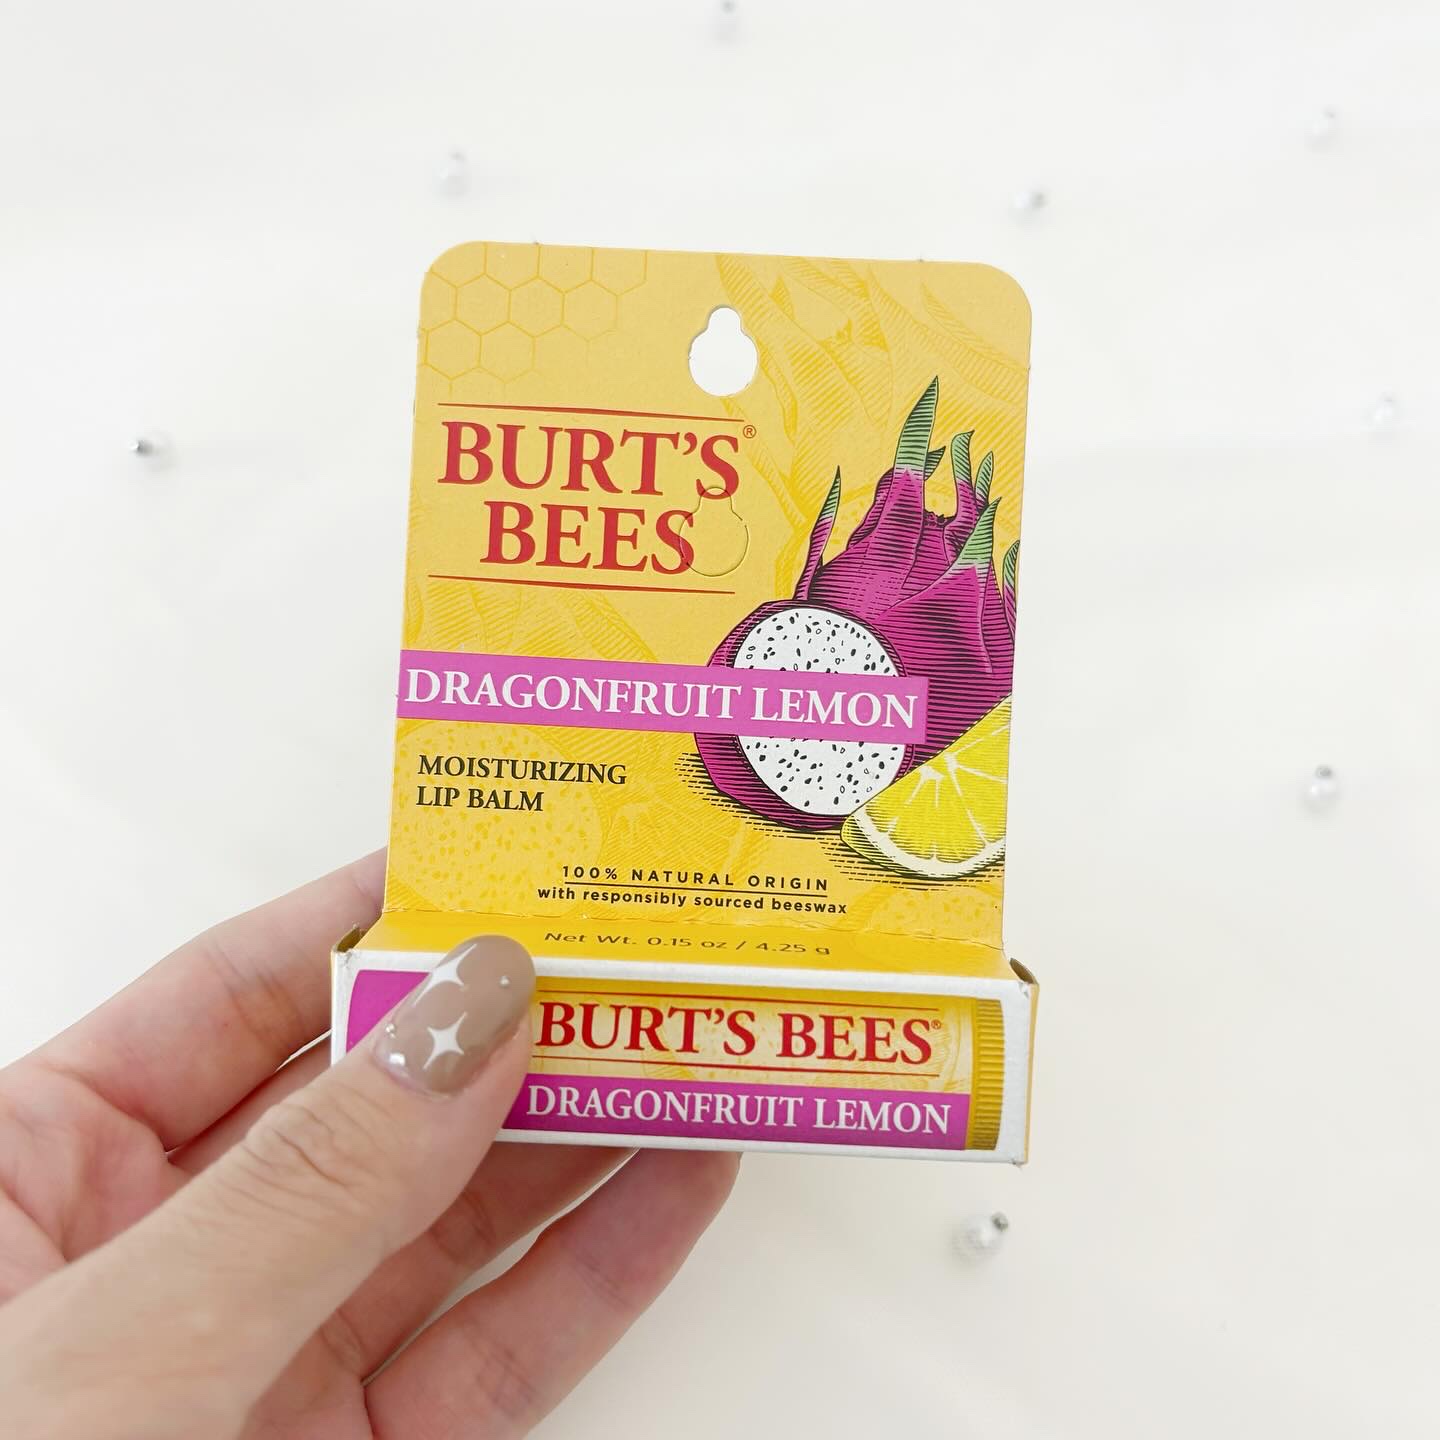 BURT'S®
BEES
DRAGONFRUIT LEMON
MOISTURIZING
LIP BALM
100% NATURAL ORIGIN
with responsibly sourced beeswax
Net Wt. 0.15 oz / 4.25 g
BURT'S BEES®
DRAGONFRUIT LEMON